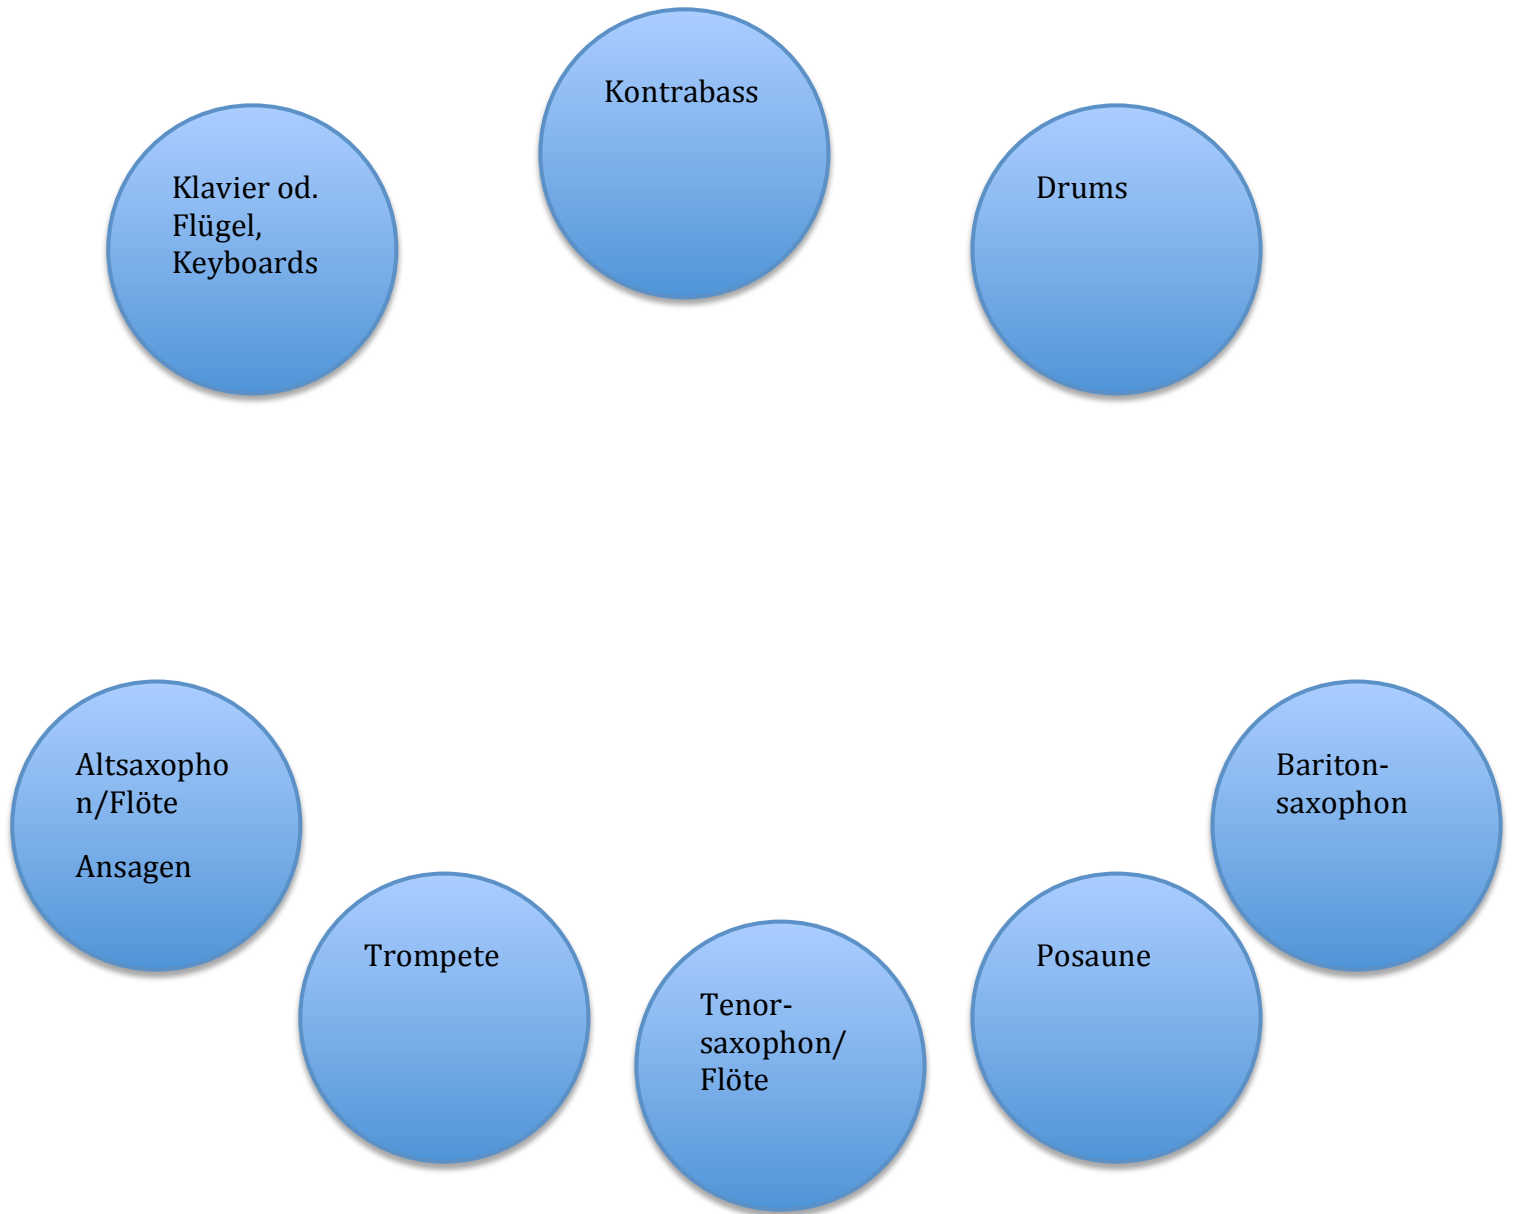 Kontrabass
Klavier od.
Flügel,
Keyboards
Drums
Altsaxopho
n/Flöte
Ansagen
Trompete
Tenor-
saxophon/
Flöte
Posaune
Bariton-
saxophon